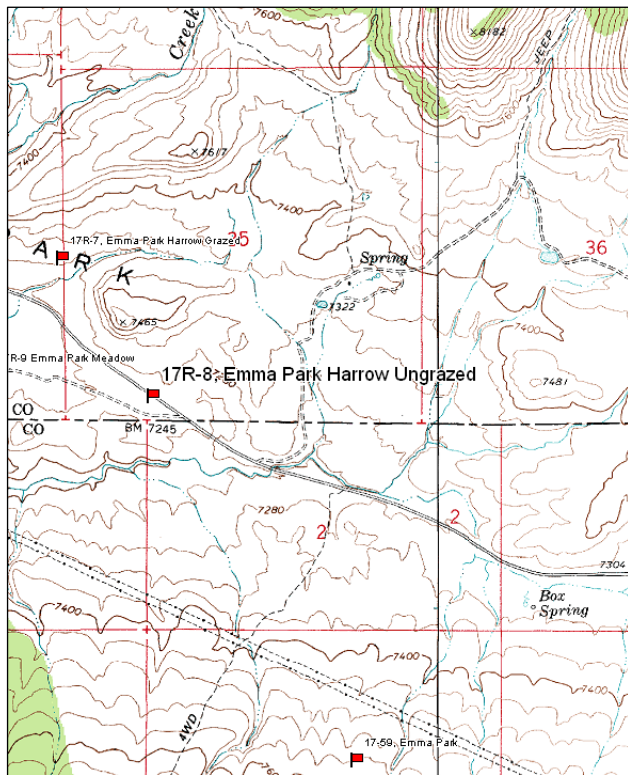 7600
Creek
x 8182
JEEP
7600
7400
x 7617
7400
17R-7, Emma Park Harrow Grazed
35
36
A R K
Spring
7322
x 7465
7400
R-9 Emma Park Meadow
17R-8, Emma Park Harrow Ungrazed
7481
CO
CO
BM 7245
7280
2
2
7304
Box
Spring
7400
7400
7400
4WD
17-59, Emma Park